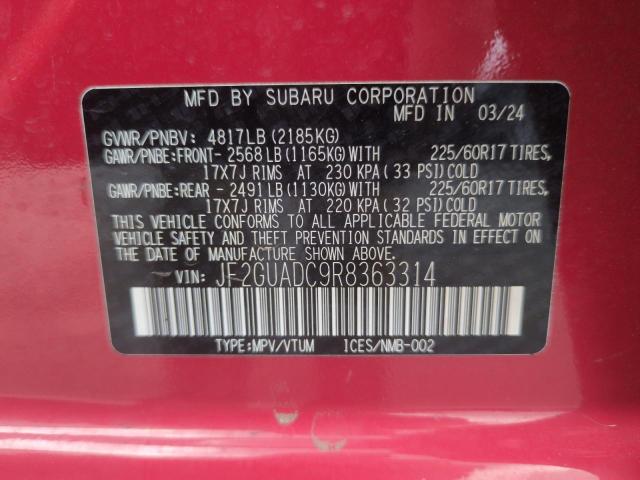 MFD BY SUBARU CORPORATION
MFD IN 03/24
GVWR/PNBV: 4817LB(2185KG)
GAWR/PNBE:FRONT- 2568LB(1165KG)WITH 225/60R17 TIRES,
17X7J RIMS AT 230 KPA(33 PSI)COLD
GAWR/PNBE:REAR - 2491LB(1130KG)WITH 225/60R17 TIRES,
17X7J RIMS AT 220 KPA(32 PSI)COLD
THIS VEHICLE CONFORMS TO ALL APPLICABLE FEDERAL MOTOR
VEHICLE SAFETY AND THEFT PREVENTION STANDARDS IN EFFECT ON
THE DATE OF MANUFACTURE SHOWN ABOVE.
VIN: JF2GUADC9R8363314
TYPE:MPV/VTUM ICES/NMB-002